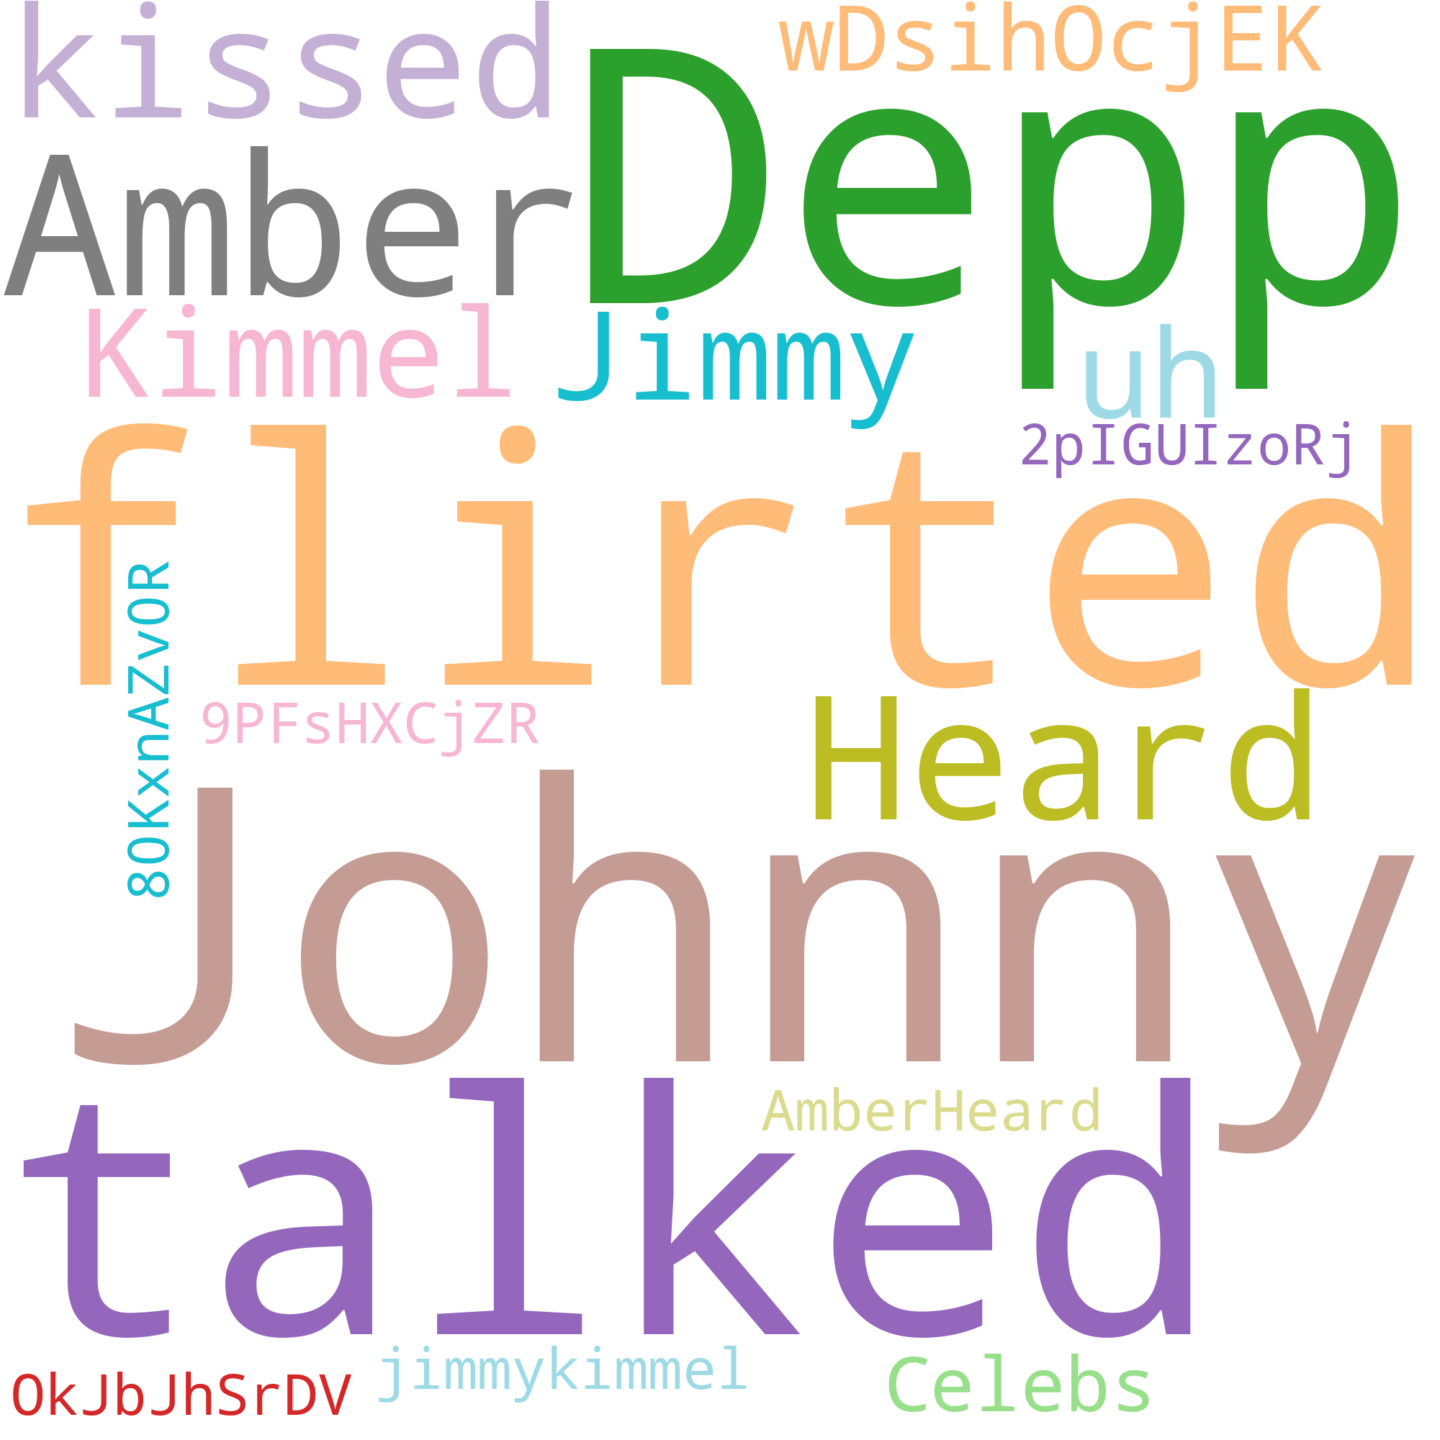 kissed
wDsihOcjEK
Amber
Depp
Kimmel
Jimmy
uh
2pIGUIzoRj
flirted
80KxnAZvOR
9PFsHXCjZR
Heard
Johnny
talked
AmberHeard
OkJbJhSrDV
jimmykimmel
Celebs